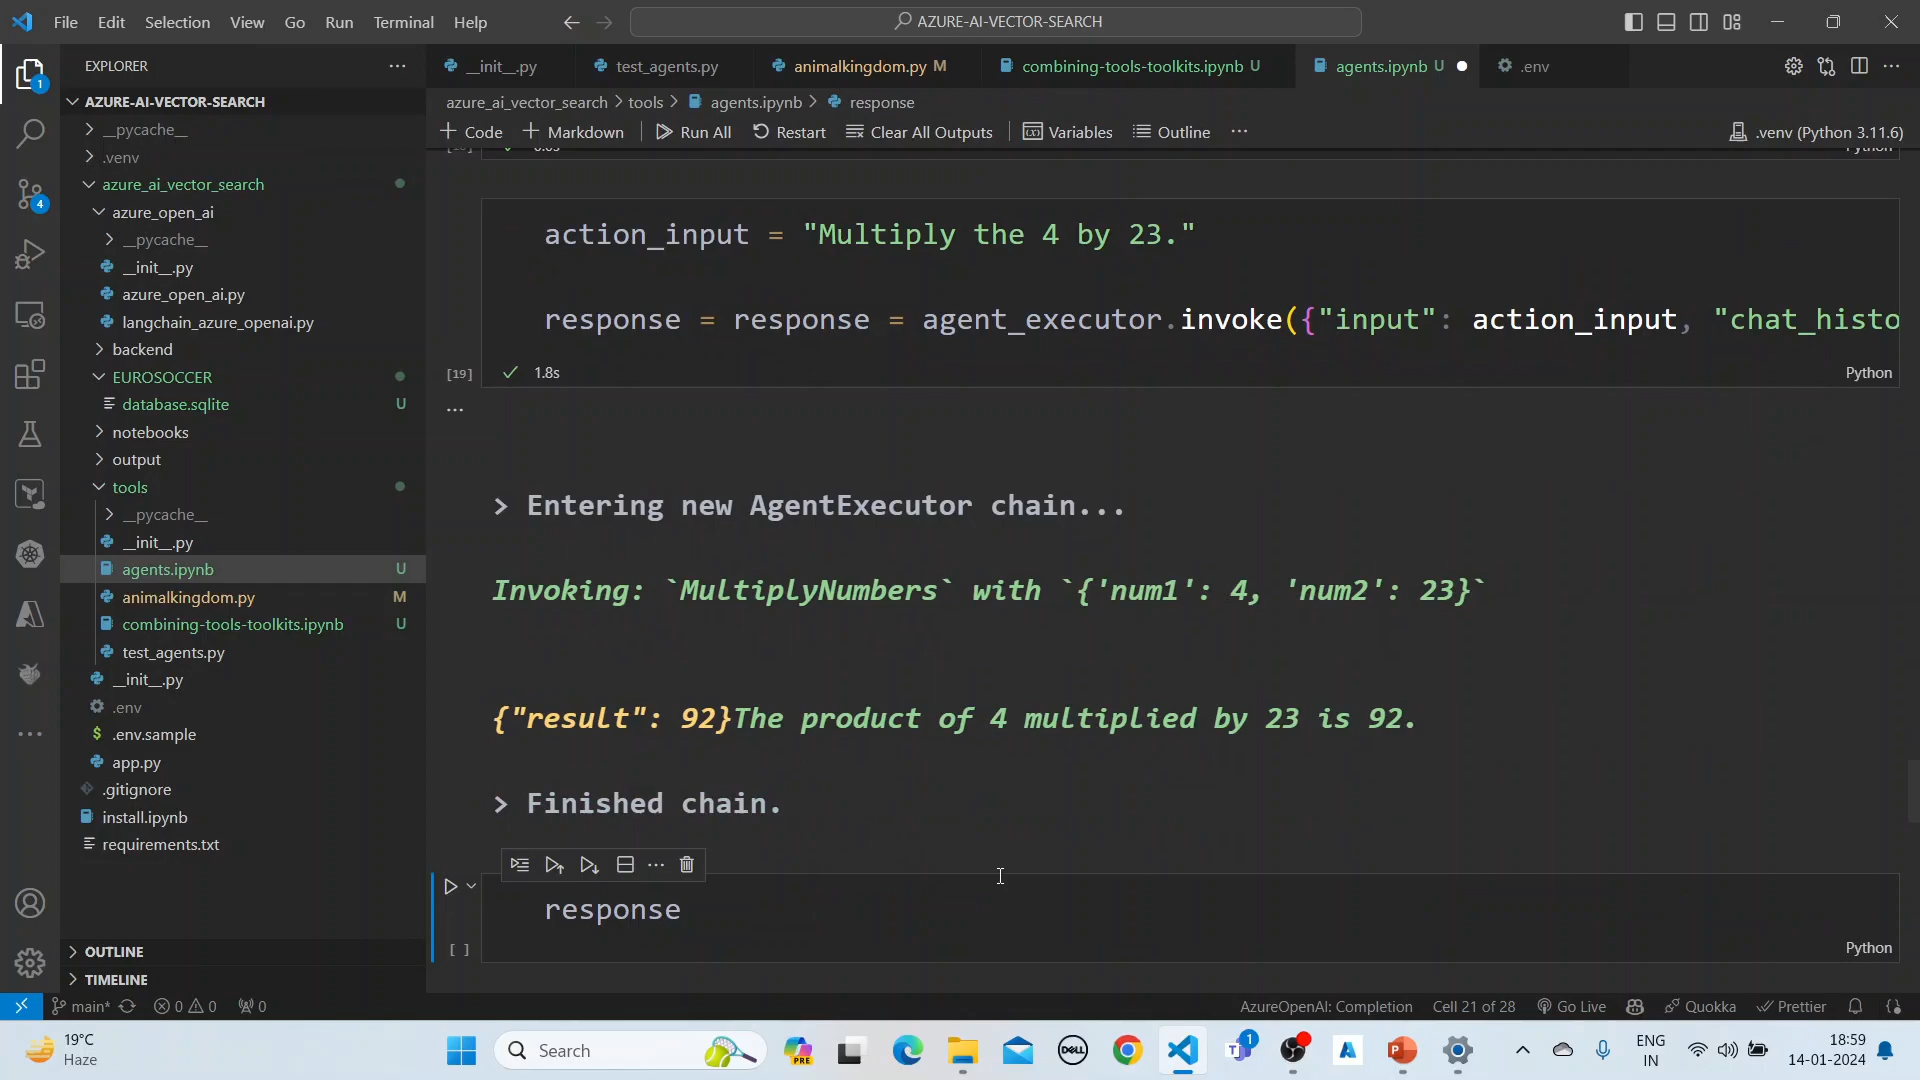 File Edit Selection View Go Run Terminal Help
AZURE-AI-VECTOR-SEARCH
EXPLORER
1
4
AZURE-AI-VECTOR-SEARCH
__pycache__
.venv
azure_ai_vector_search
azure_open_ai
__pycache__
__init__.py
azure_open_ai.py
langchain_azure_openai.py
backend
EUROSOCCER
database.sqlite U
notebooks
output
tools
__pycache__
__init__.py
agents.ipynb U
animalkingdom.py M
combining-tools-toolkits.ipynb U
test_agents.py
__init__.py
.env
.env.sample
app.py
.gitignore
install.ipynb
requirements.txt
OUTLINE
TIMELINE
__init__.py test_agents.py animalkingdom.py M combining-tools-toolkits.ipynb U agents.ipynb U .env
azure_ai_vector_search > tools > agents.ipynb > response
+ Code + Markdown Run All Restart Clear All Outputs Variables Outline ... .venv (Python 3.11.6)
Python
action_input = "Multiply the 4 by 23."
response = response = agent_executor.invoke({"input": action_input, "chat_histo
[19] 1.8s Python
...
> Entering new AgentExecutor chain...
Invoking: `MultiplyNumbers` with `{'num1': 4, 'num2': 23}`
{"result": 92}The product of 4 multiplied by 23 is 92.
> Finished chain.
response
[ ] Python
main* 0 0 0 AzureOpenAI: Completion Cell 21 of 28 Go Live Quokka Prettier
19°C
Haze
Search
PRE
DELL
1
ENG
IN
18:59
14-01-2024